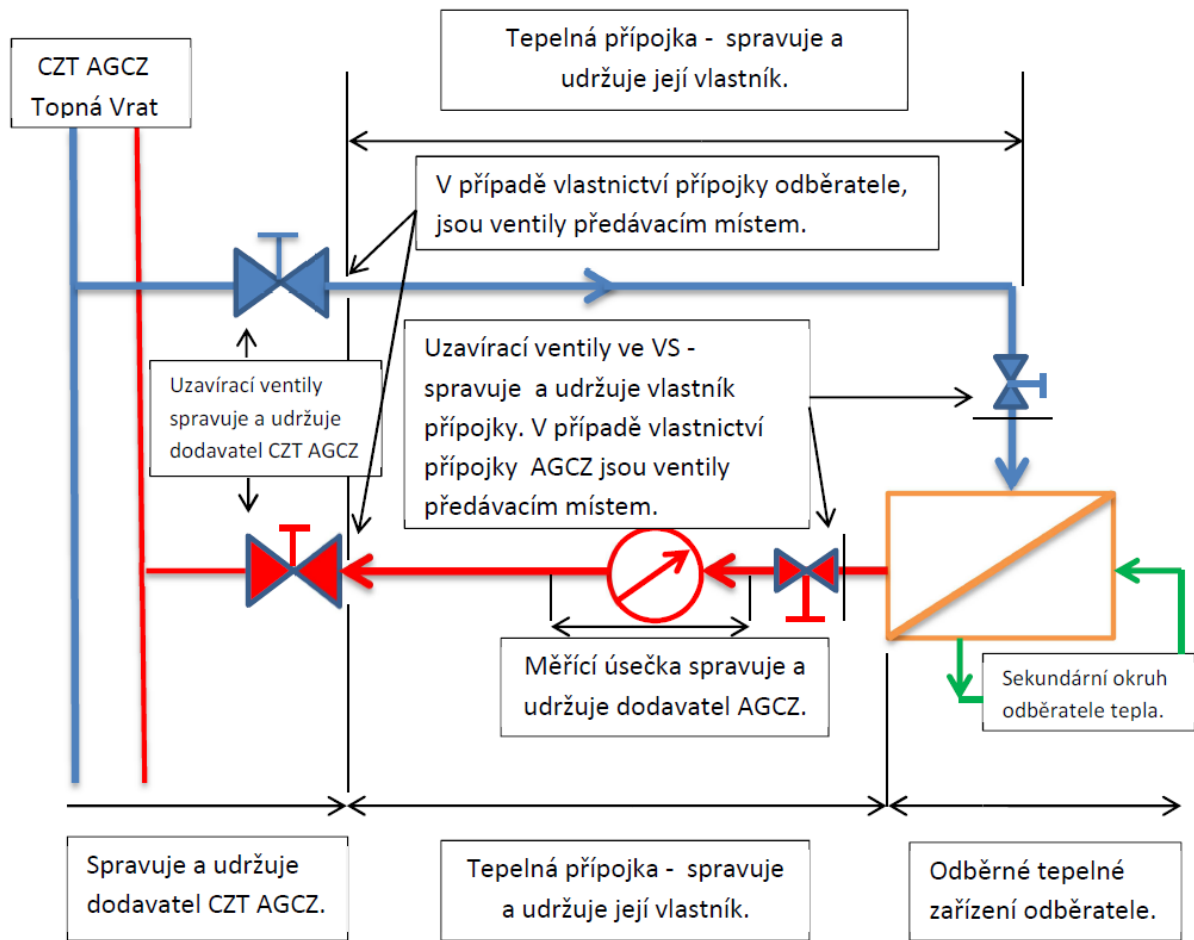 CZT AGCZ
Topná Vrat
Tepelná přípojka - spravuje a
udržuje její vlastník.
V případě vlastnictví přípojky odběratele,
jsou ventily předávacím místem.
Uzavírací ventily
spravuje a udržuje
dodavatel CZT AGCZ
Uzavírací ventily ve VS -
spravuje a udržuje vlastník
přípojky. V případě vlastnictví
přípojky AGCZ jsou ventily
předávacím místem.
Měřící úsečka spravuje a
udržuje dodavatel AGCZ.
Sekundární okruh
odběratele tepla.
Spravuje a udržuje
dodavatel CZT AGCZ.
Tepelná přípojka - spravuje
a udržuje její vlastník.
Odběrné tepelné
zařízení odběratele.